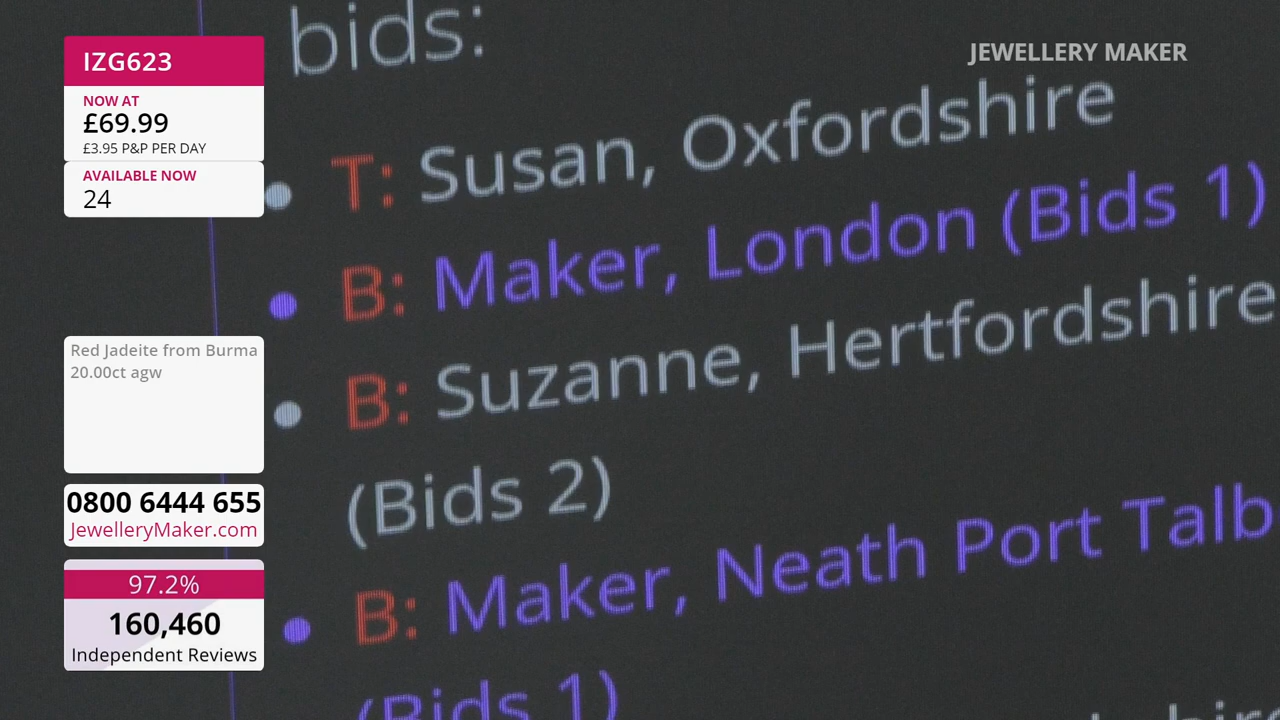 IZG623
NOW AT
£69.99
£3.95 P&P PER DAY
AVAILABLE NOW
24
Red Jadeite from Burma
20.00ct agw
0800 6444 655
JewelleryMaker.com
97.2%
160,460
Independent Reviews
JEWELLERY MAKER
bids:
T: Susan, Oxfordshire
B: Maker, London (Bids 1)
B: Suzanne, Hertfordshire
(Bids 2)
B: Maker, Neath Port Talb
(Bids 1)